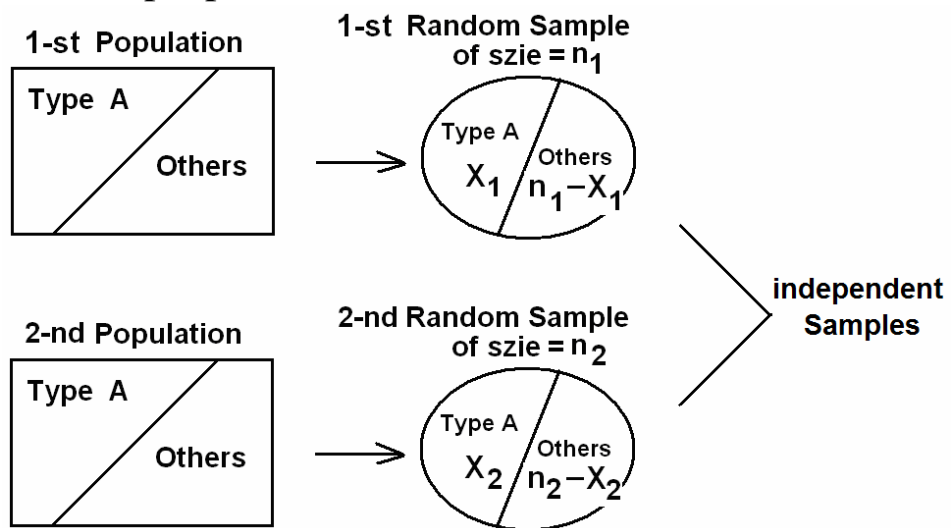 1-st Population
1-st Random Sample
of szie = n1
Type A
Others
Type A
X1
Others
n1−X1
independent
Samples
2-nd Population
2-nd Random Sample
of szie = n2
Type A
Others
Type A
X2
Others
n2−X2